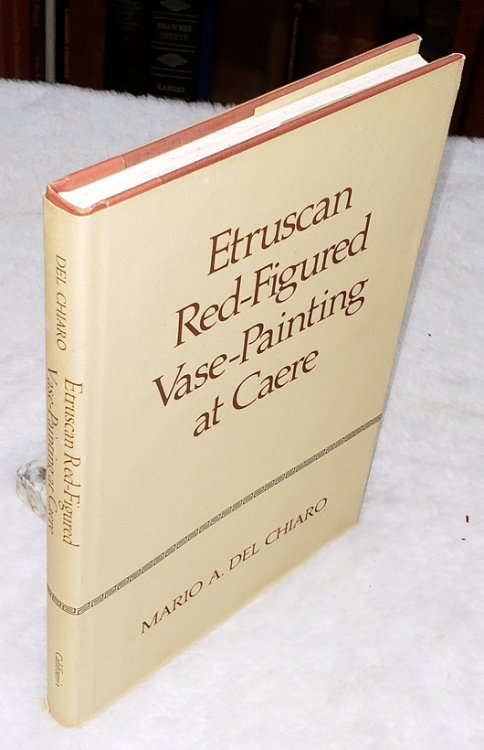 Etruscan
Red-Figured
Vase-Painting
at Caere
MARIO A. DEL CHIARO
DEL CHIARO
Etruscan Red-Figured
Vase-Painting at Caere
California